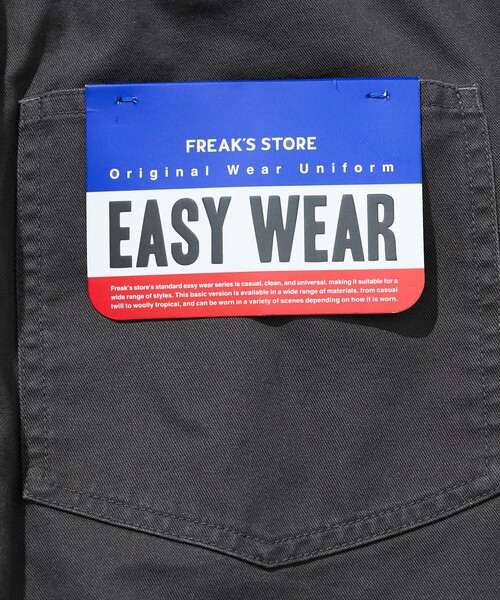 FREAK'S STORE
Original Wear Uniform
EASY WEAR
Freak's store's standard easy wear series is casual, clean, and universal, making it suitable for a
wide range of styles. This basic version is available in a wide range of materials, from casual
twill to woolly tropical, and can be worn in a variety of scenes depending on how it is worn.